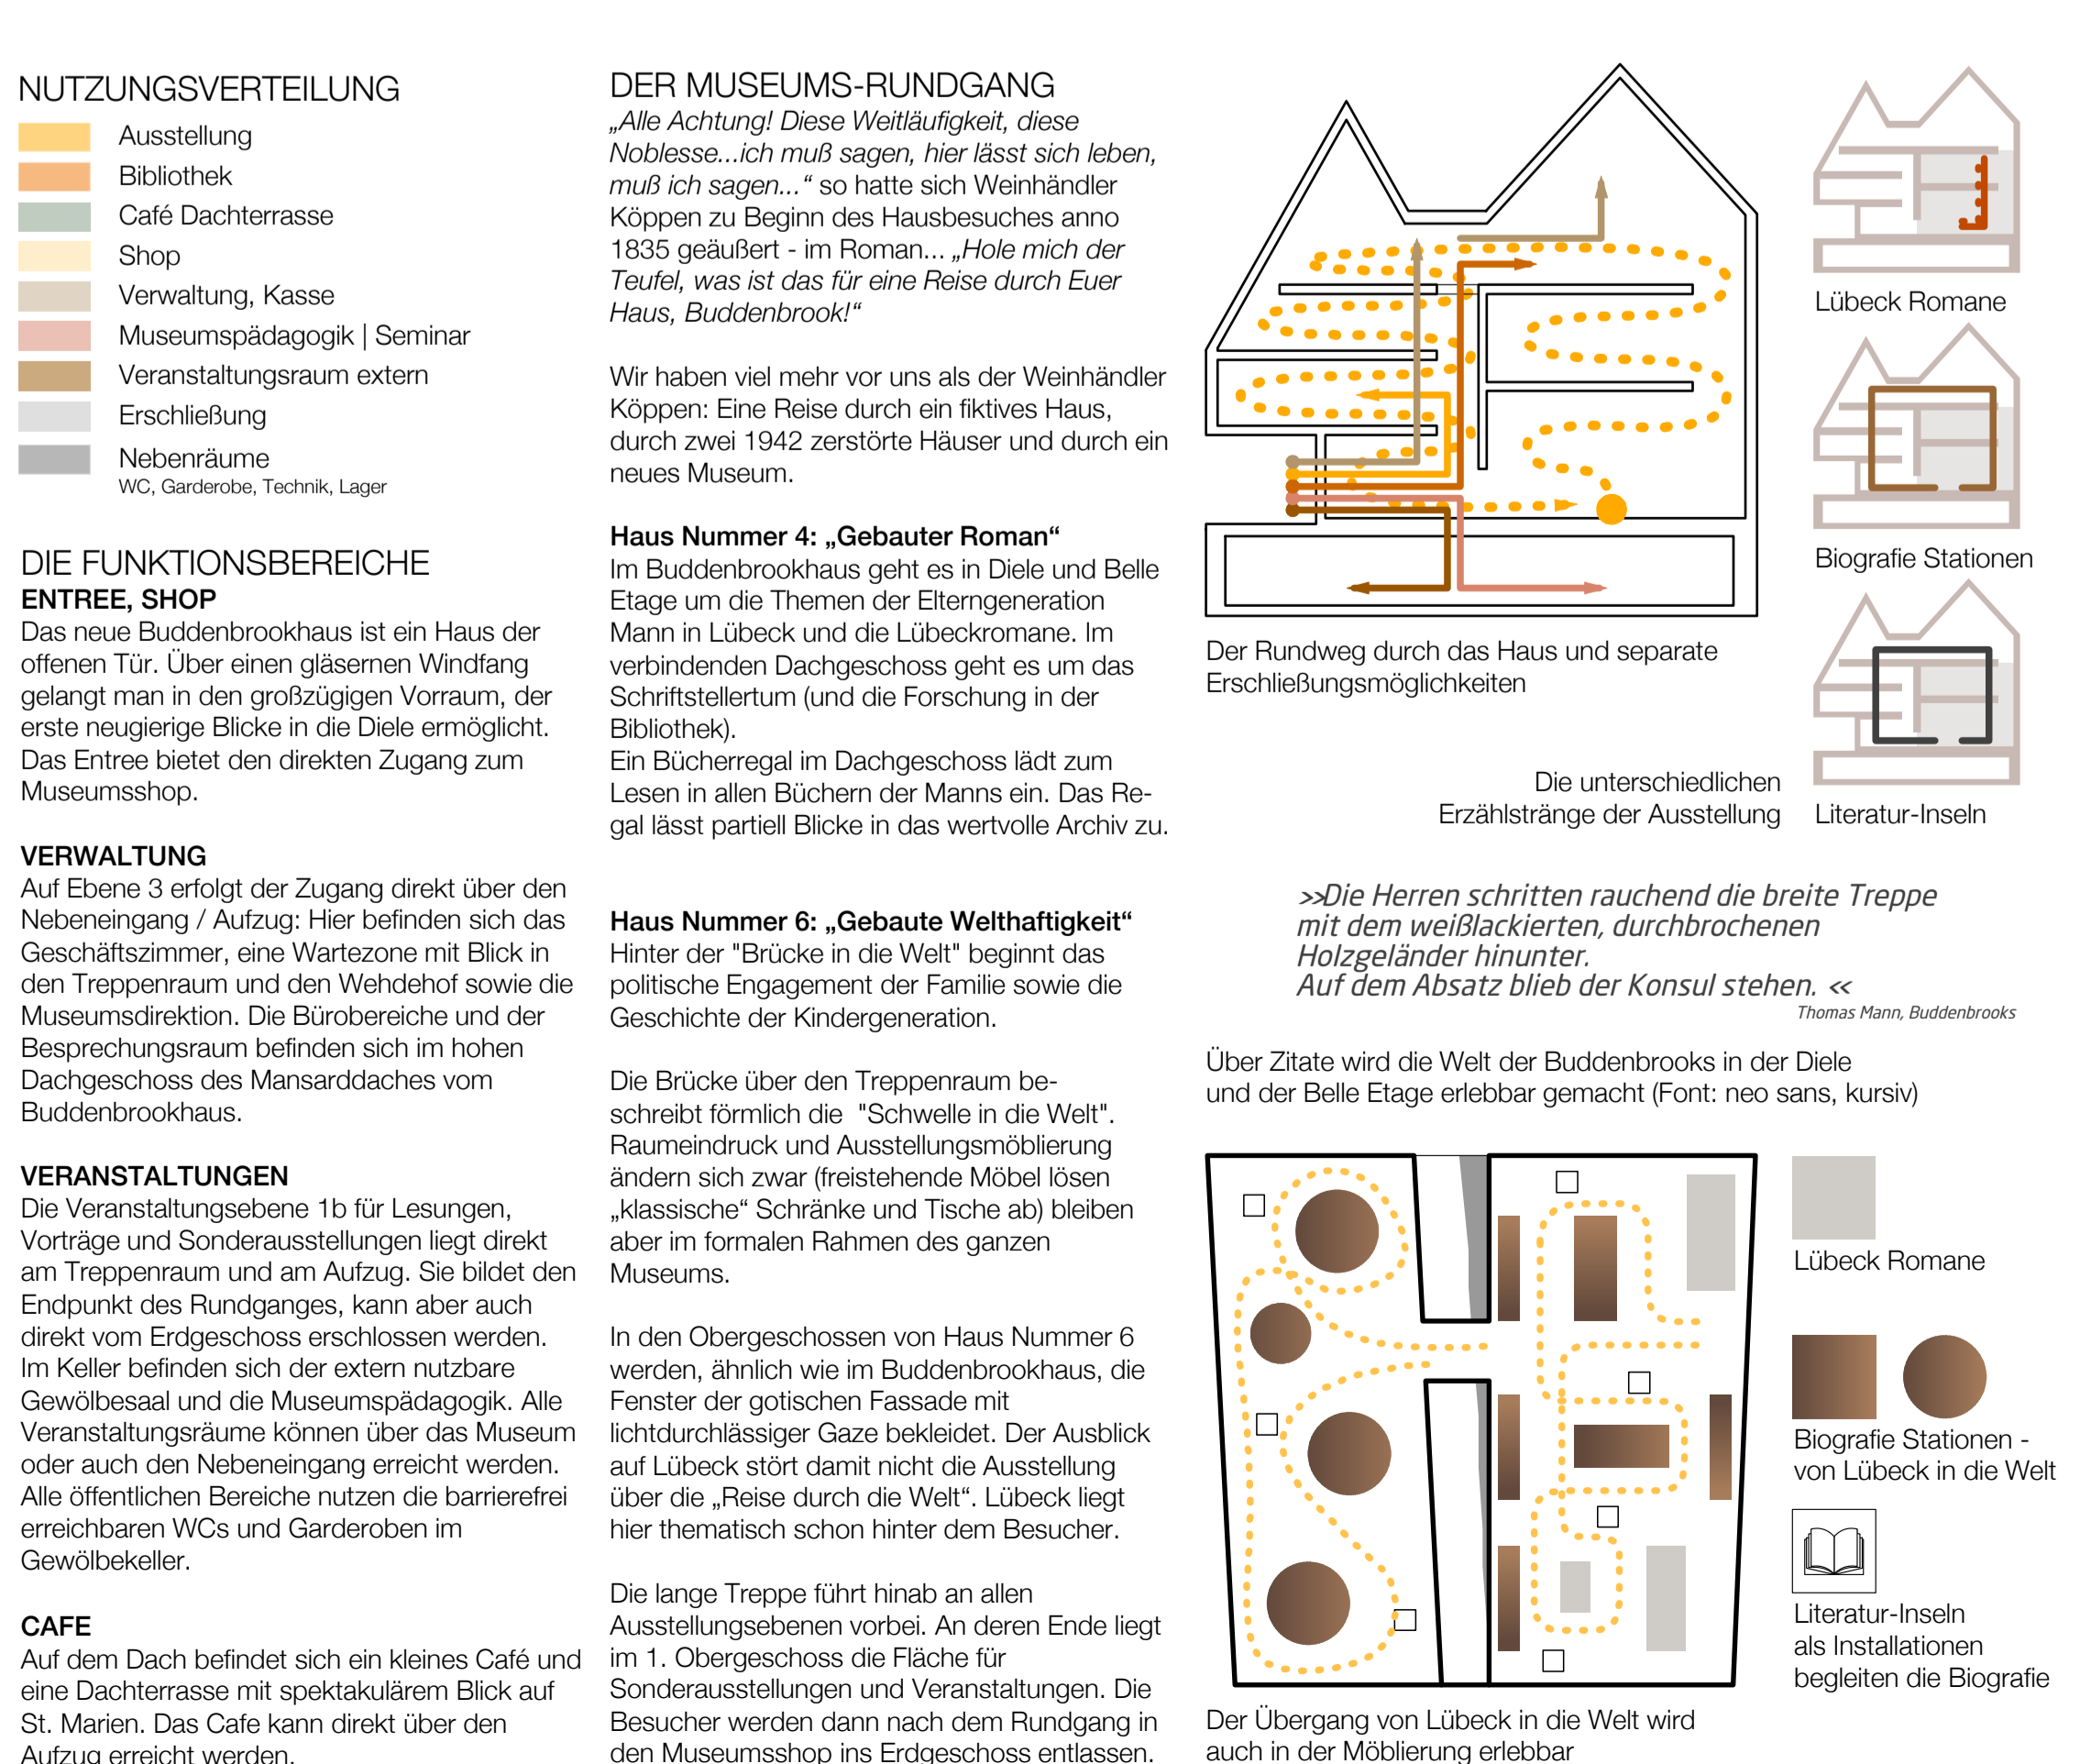 NUTZUNGSVERTEILUNG
Ausstellung
Bibliothek
Café Dachterrasse
Shop
Verwaltung, Kasse
Museumspädagogik | Seminar
Veranstaltungsraum extern
Erschließung
Nebenräume
WC, Garderobe, Technik, Lager
DIE FUNKTIONSBEREICHE
ENTREE, SHOP
Das neue Buddenbrookhaus ist ein Haus der
offenen Tür. Über einen gläsernen Windfang
gelangt man in den großzügigen Vorraum, der
erste neugierige Blicke in die Diele ermöglicht.
Das Entree bietet den direkten Zugang zum
Museumsshop.
VERWALTUNG
Auf Ebene 3 erfolgt der Zugang direkt über den
Nebeneingang / Aufzug: Hier befinden sich das
Geschäftszimmer, eine Wartezone mit Blick in
den Treppenraum und den Wehdehof sowie die
Museumsdirektion. Die Bürobereiche und der
Besprechungsraum befinden sich im hohen
Dachgeschoss des Mansarddaches vom
Buddenbrookhaus.
VERANSTALTUNGEN
Die Veranstaltungsebene 1b für Lesungen,
Vorträge und Sonderausstellungen liegt direkt
am Treppenraum und am Aufzug. Sie bildet den
Endpunkt des Rundganges, kann aber auch
direkt vom Erdgeschoss erschlossen werden.
Im Keller befinden sich der extern nutzbare
Gewölbesaal und die Museumspädagogik. Alle
Veranstaltungsräume können über das Museum
oder auch den Nebeneingang erreicht werden.
Alle öffentlichen Bereiche nutzen die barrierefrei
erreichbaren WCs und Garderoben im
Gewölbekeller.
CAFE
Auf dem Dach befindet sich ein kleines Café und
eine Dachterrasse mit spektakulärem Blick auf
St. Marien. Das Cafe kann direkt über den
Aufzug erreicht werden.
DER MUSEUMS-RUNDGANG
„Alle Achtung! Diese Weitläufigkeit, diese
Noblesse...ich muß sagen, hier lässt sich leben,
muß ich sagen...“ so hatte sich Weinhändler
Köppen zu Beginn des Hausbesuches anno
1835 geäußert - im Roman... „Hole mich der
Teufel, was ist das für eine Reise durch Euer
Haus, Buddenbrook!“
Wir haben viel mehr vor uns als der Weinhändler
Köppen: Eine Reise durch ein fiktives Haus,
durch zwei 1942 zerstörte Häuser und durch ein
neues Museum.
Haus Nummer 4: „Gebauter Roman“
Im Buddenbrookhaus geht es in Diele und Belle
Etage um die Themen der Elterngeneration
Mann in Lübeck und die Lübeckromane. Im
verbindenden Dachgeschoss geht es um das
Schriftstellertum (und die Forschung in der
Bibliothek).
Ein Bücherregal im Dachgeschoss lädt zum
Lesen in allen Büchern der Manns ein. Das Re-
gal lässt partiell Blicke in das wertvolle Archiv zu.
Haus Nummer 6: „Gebaute Welthaftigkeit“
Hinter der "Brücke in die Welt" beginnt das
politische Engagement der Familie sowie die
Geschichte der Kindergeneration.
Die Brücke über den Treppenraum be-
schreibt förmlich die  "Schwelle in die Welt".
Raumeindruck und Ausstellungsmöblierung
ändern sich zwar (freistehende Möbel lösen
„klassische“ Schränke und Tische ab) bleiben
aber im formalen Rahmen des ganzen
Museums.
In den Obergeschossen von Haus Nummer 6
werden, ähnlich wie im Buddenbrookhaus, die
Fenster der gotischen Fassade mit
lichtdurchlässiger Gaze bekleidet. Der Ausblick
auf Lübeck stört damit nicht die Ausstellung
über die „Reise durch die Welt“. Lübeck liegt
hier thematisch schon hinter dem Besucher.
Die lange Treppe führt hinab an allen
Ausstellungsebenen vorbei. An deren Ende liegt
im 1. Obergeschoss die Fläche für
Sonderausstellungen und Veranstaltungen. Die
Besucher werden dann nach dem Rundgang in
den Museumsshop ins Erdgeschoss entlassen.
Der Rundweg durch das Haus und separate
Erschließungsmöglichkeiten
Lübeck Romane
Biografie Stationen
Literatur-Inseln
Die unterschiedlichen
Erzählstränge der Ausstellung
»Die Herren schritten rauchend die breite Treppe
mit dem weißlackierten, durchbrochenen
Holzgeländer hinunter.
Auf dem Absatz blieb der Konsul stehen. «
Thomas Mann, Buddenbrooks
Über Zitate wird die Welt der Buddenbrooks in der Diele
und der Belle Etage erlebbar gemacht (Font: neo sans, kursiv)
Lübeck Romane
Biografie Stationen -
von Lübeck in die Welt
Literatur-Inseln
als Installationen
begleiten die Biografie
Der Übergang von Lübeck in die Welt wird
auch in der Möblierung erlebbar